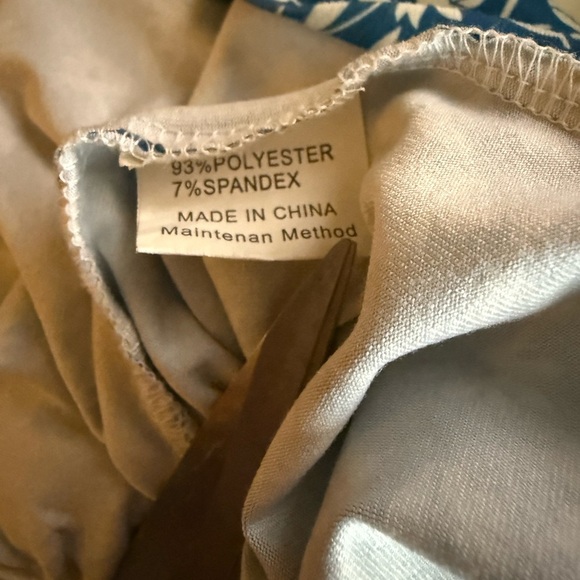 93%POLYESTER
7%SPANDEX
MADE IN CHINA
Maintenan Method